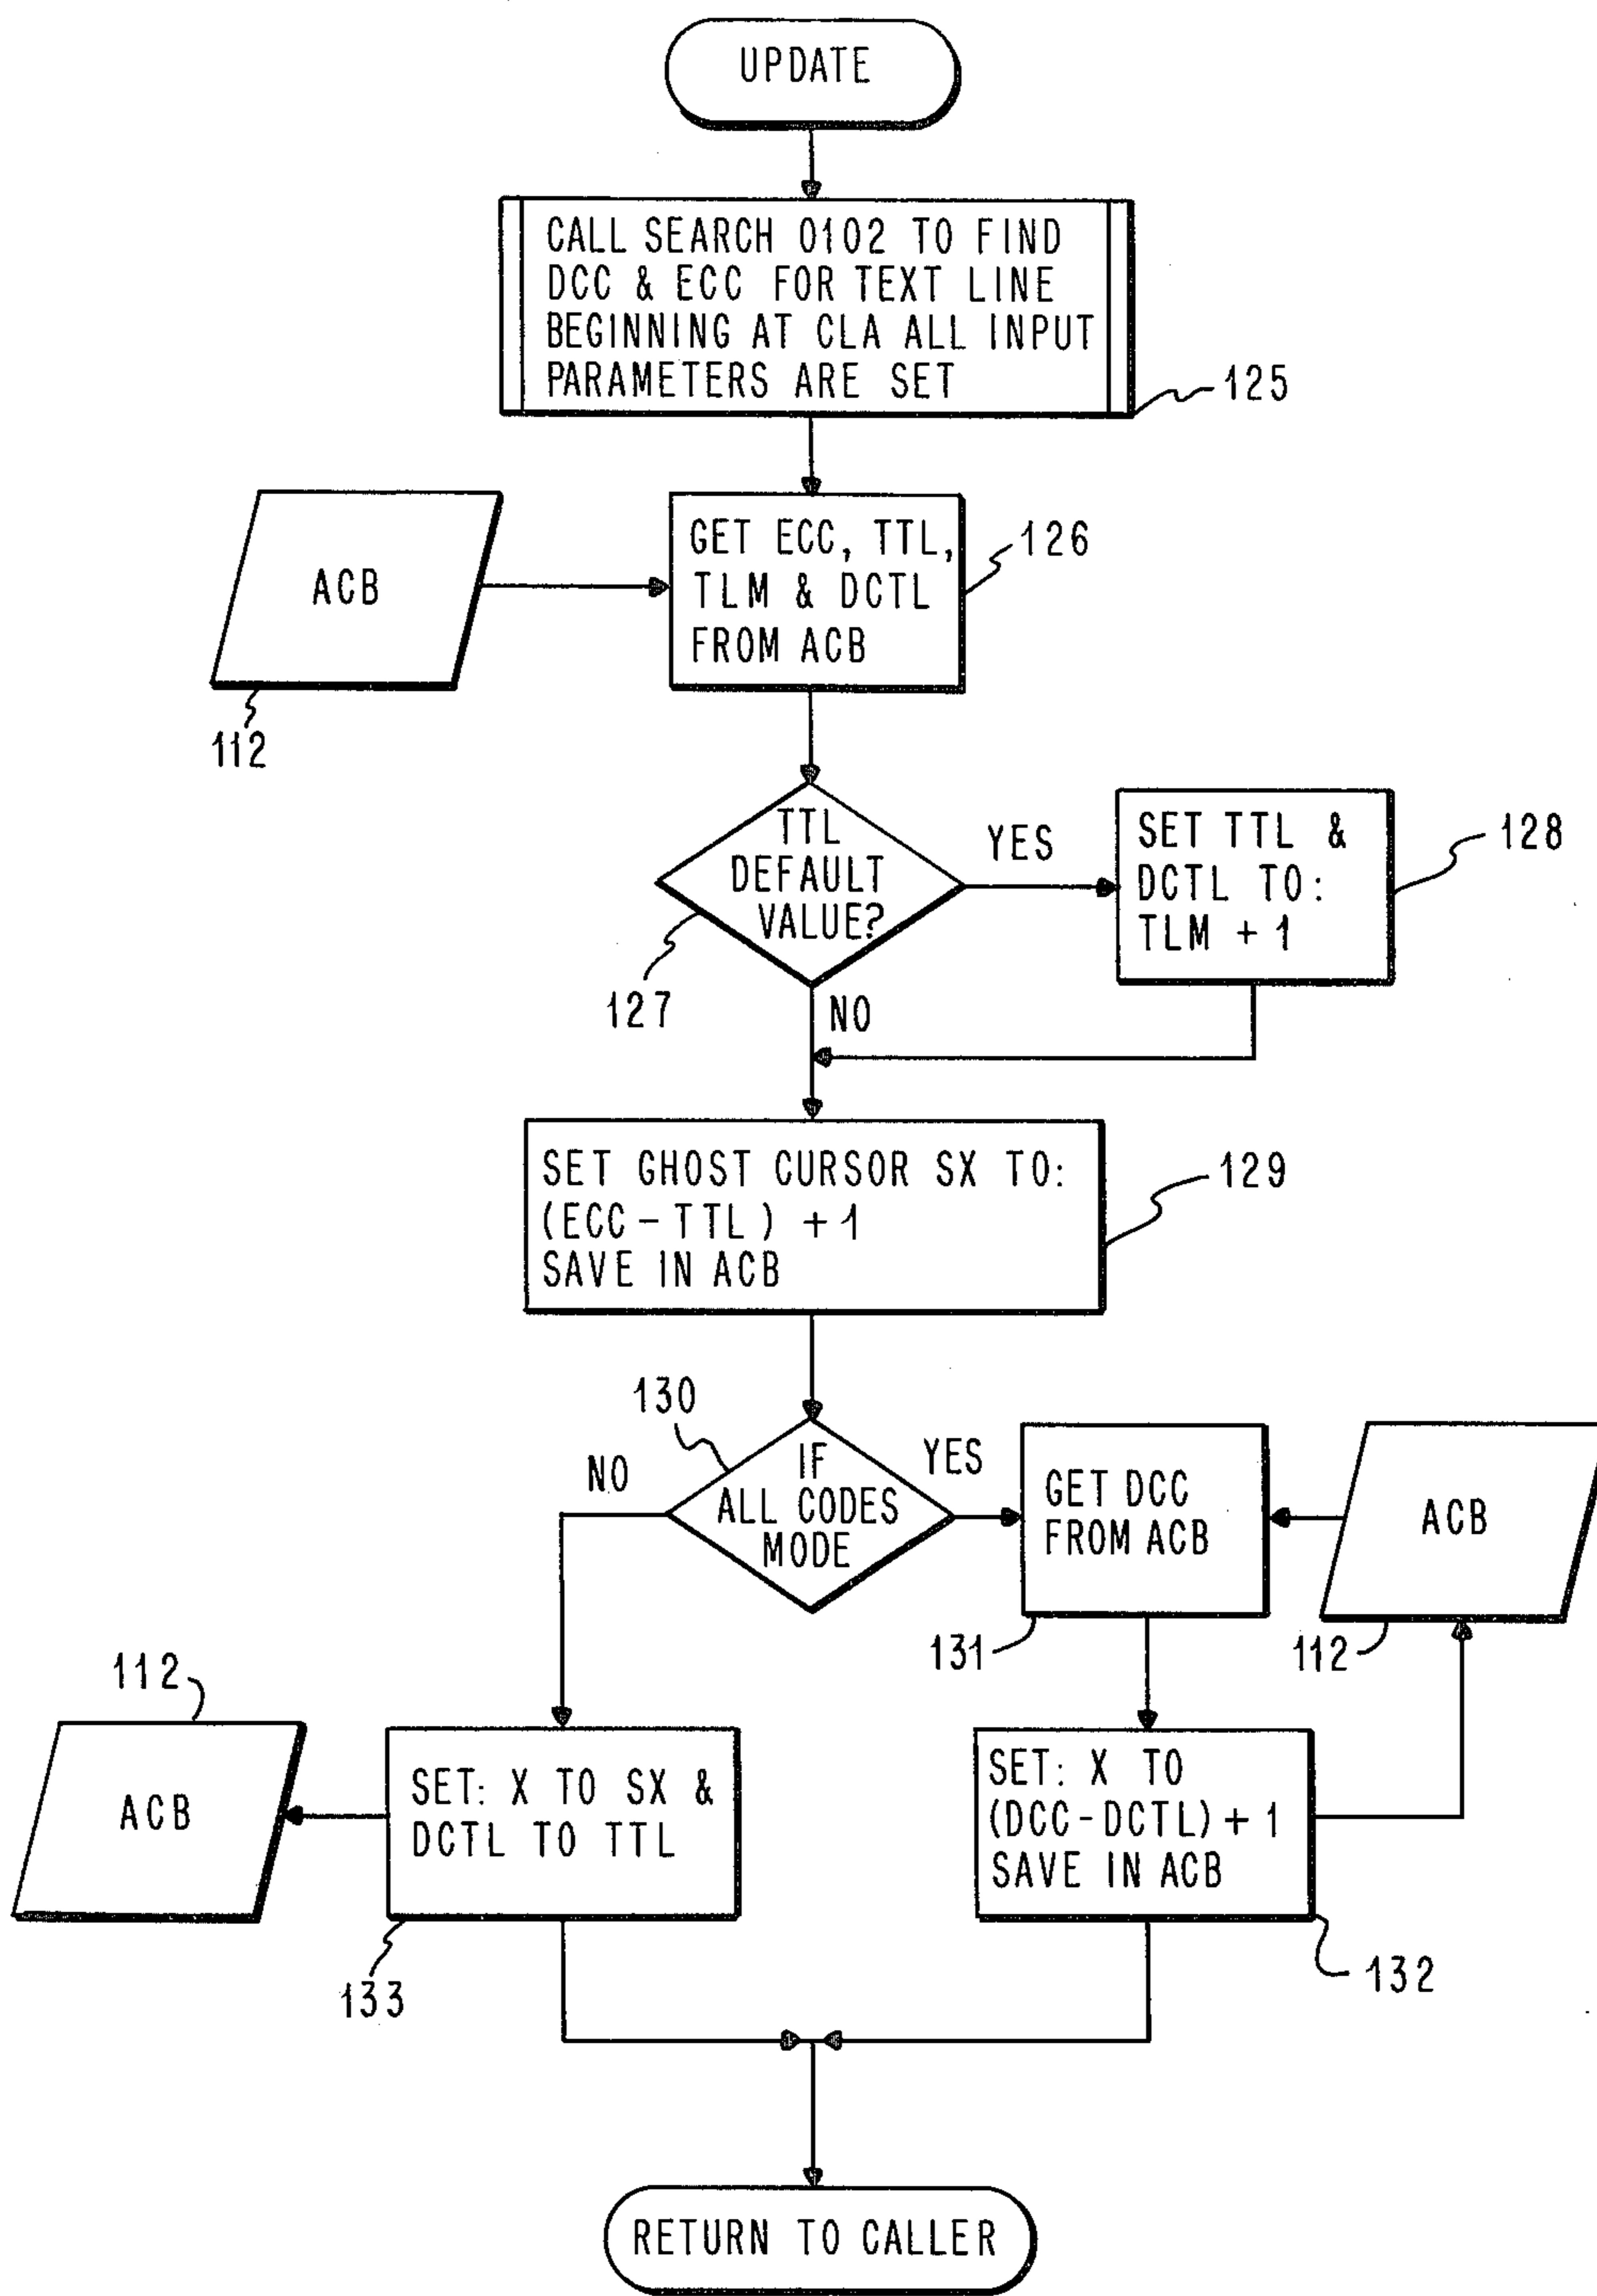 UPDATE
CALL SEARCH 0102 TO FIND
DCC & ECC FOR TEXT LINE
BEGINNING AT CLA ALL INPUT
PARAMETERS ARE SET
125
ACB
112
GET ECC, TTL,
TLM & DCTL
FROM ACB
126
TTL
DEFAULT
VALUE?
127
YES
NO
SET TTL &
DCTL TO:
TLM + 1
128
SET GHOST CURSOR SX TO:
(ECC - TTL) + 1
SAVE IN ACB
129
130
IF
ALL CODES
MODE
NO
YES
GET DCC
FROM ACB
131
ACB
112
112
ACB
SET: X TO SX &
DCTL TO TTL
133
SET: X TO
(DCC - DCTL) + 1
SAVE IN ACB
132
RETURN TO CALLER